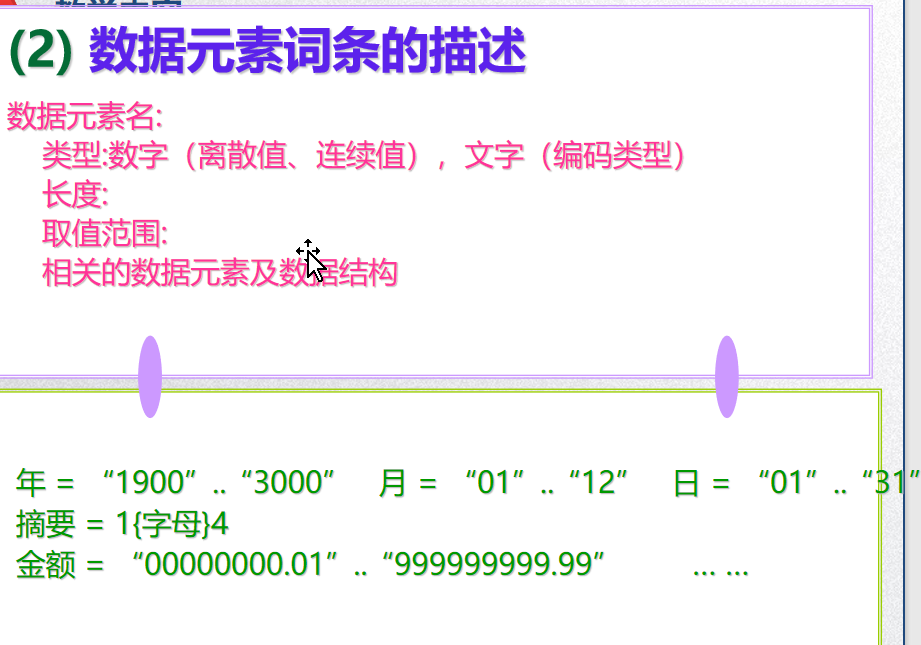 (2) 数据元素词条的描述
数据元素名:
类型:数字（离散值、连续值），文字（编码类型）
长度:
取值范围:
相关的数据元素及数据结构
年 = “1900”..“3000” 月 = “01”..“12” 日 = “01”..“31”
摘要 = 1{字母}4
金额 = “00000000.01”..“999999999.99” ... ...